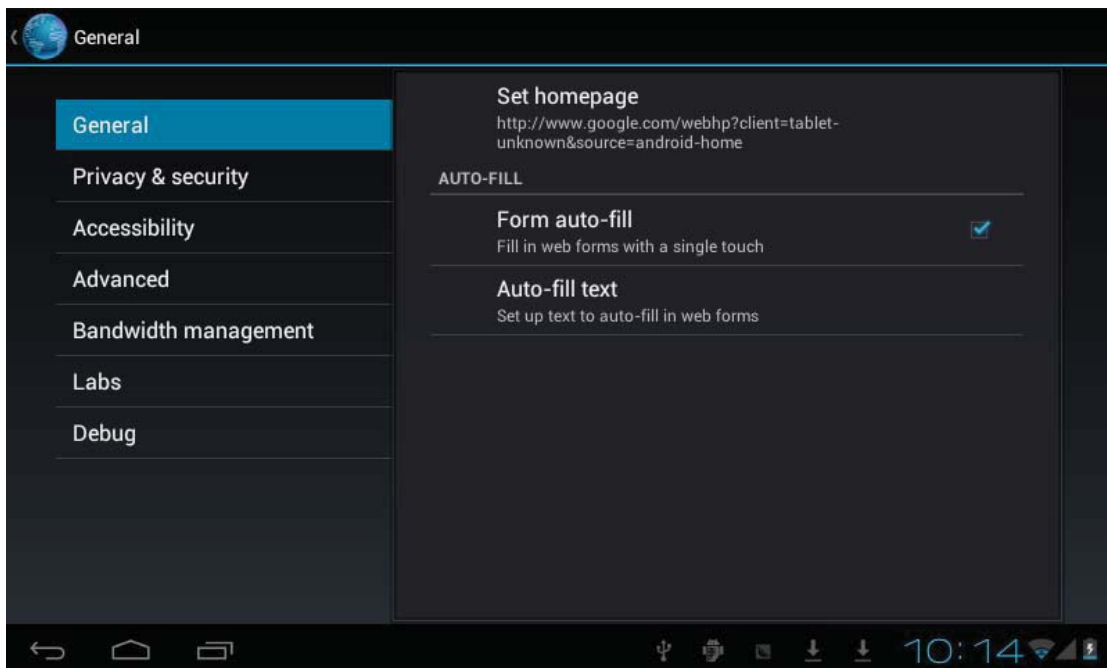 General
General
Privacy & security
Accessibility
Advanced
Bandwidth management
Labs
Debug
Set homepage
http://www.google.com/webhp?client=tablet-
unknown&source=android-home
AUTO-FILL
Form auto-fill
Fill in web forms with a single touch
Auto-fill text
Set up text to auto-fill in web forms
10:14